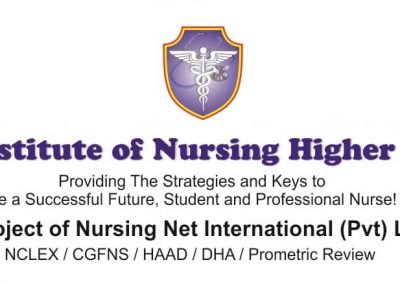 stitute of Nursing Higher
Providing The Strategies and Keys to
e a Successful Future, Student and Professional Nurse!
oject of Nursing Net International (Pvt) L
NCLEX / CGFNS / HAAD / DHA / Prometric Review